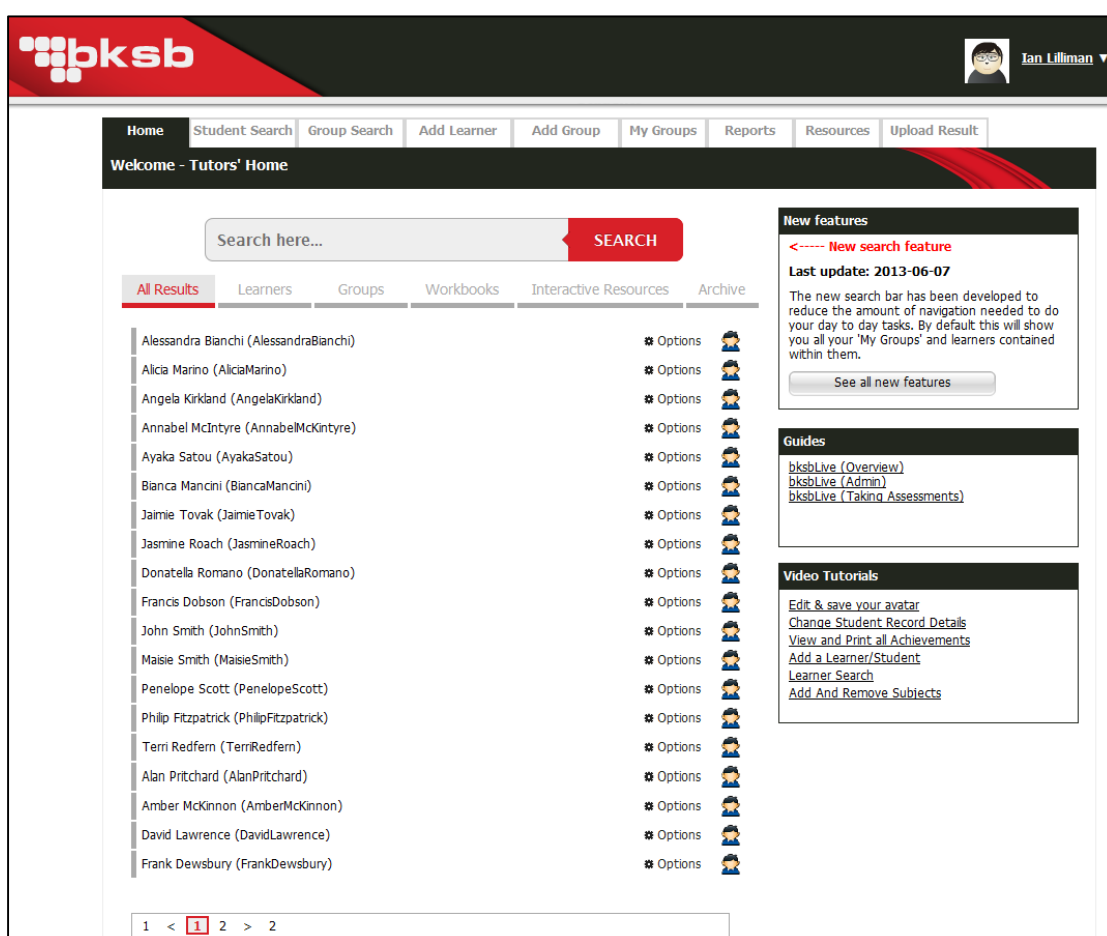 bksb
Ian Lilliman ▼
Home Student Search Group Search Add Learner Add Group My Groups Reports Resources Upload Result
Welcome - Tutors' Home
Search here... SEARCH
All Results Learners Groups Workbooks Interactive Resources Archive
Alessandra Bianchi (AlessandraBianchi) Options
Alicia Marino (AliciaMarino) Options
Angela Kirkland (AngelaKirkland) Options
Annabel McIntyre (AnnabelMcKintyre) Options
Ayaka Satou (AyakaSatou) Options
Bianca Mancini (BiancaMancini) Options
Jaimie Tovak (JaimieTovak) Options
Jasmine Roach (JasmineRoach) Options
Donatella Romano (DonatellaRomano) Options
Francis Dobson (FrancisDobson) Options
John Smith (JohnSmith) Options
Maisie Smith (MaisieSmith) Options
Penelope Scott (PenelopeScott) Options
Philip Fitzpatrick (PhilipFitzpatrick) Options
Terri Redfern (TerriRedfern) Options
Alan Pritchard (AlanPritchard) Options
Amber McKinnon (AmberMcKinnon) Options
David Lawrence (DavidLawrence) Options
Frank Dewsbury (FrankDewsbury) Options
1 < 1 2 > 2
New features
<----- New search feature
Last update: 2013-06-07
The new search bar has been developed to
reduce the amount of navigation needed to do
your day to day tasks. By default this will show
you all your 'My Groups' and learners contained
within them.
See all new features
Guides
bksbLive (Overview)
bksbLive (Admin)
bksbLive (Taking Assessments)
Video Tutorials
Edit & save your avatar
Change Student Record Details
View and Print all Achievements
Add a Learner/Student
Learner Search
Add And Remove Subjects